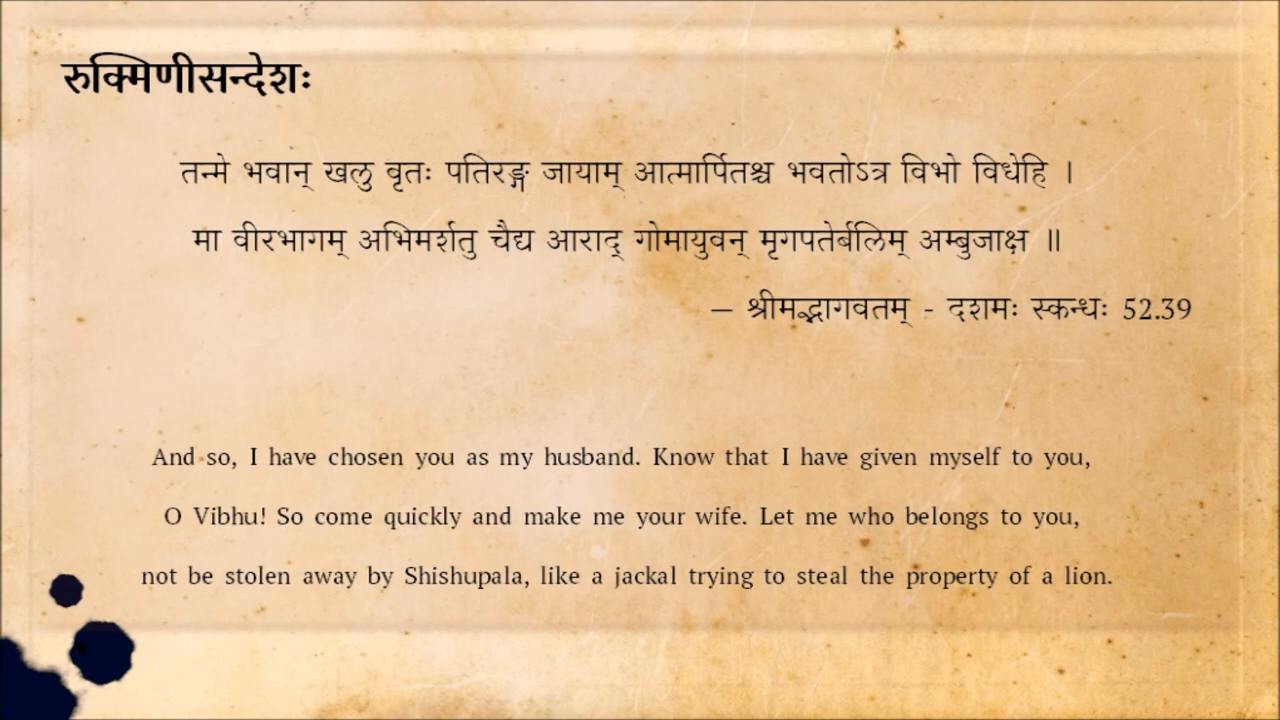 रुक्मिणीसन्देशः
तन्मे भवान् खलु वृतः पतिरङ्ग जायाम् आत्मार्पितश्च भवतोऽत्र विभो विधेहि ।
मा वीरभागम् अभिमर्शतु चैद्य आराद् गोमायुवन् मृगपतेर्बलिम् अम्बुजाक्ष ॥
– श्रीमद्भागवतम् - दशमः स्कन्धः 52.39
And so, I have chosen you as my husband. Know that I have given myself to you,
O Vibhu! So come quickly and make me your wife. Let me who belongs to you,
not be stolen away by Shishupala, like a jackal trying to steal the property of a lion.